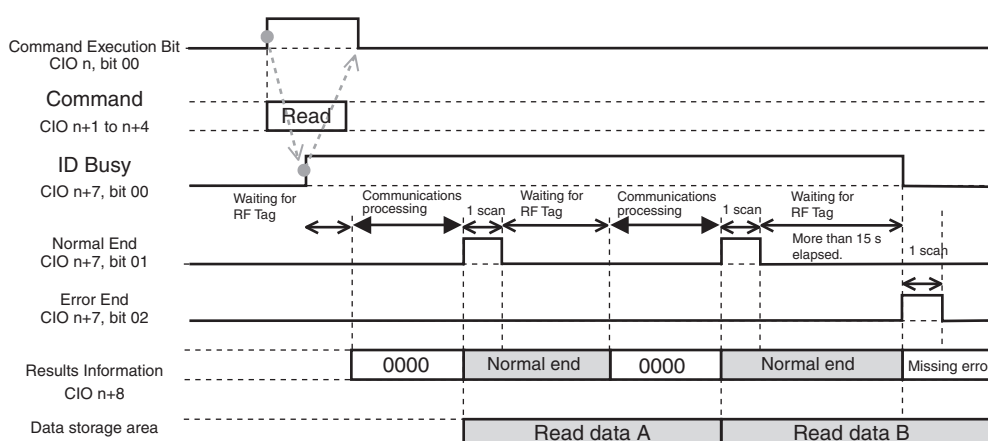 Command Execution Bit
CIO n, bit 00
Command
CIO n+1 to n+4
Read
ID Busy
CIO n+7, bit 00
Waiting for
RF Tag
Communications
processing
1 scan
Waiting for
RF Tag
Communications
processing
1 scan
Waiting for
RF Tag
More than 15 s
elapsed.
Normal End
CIO n+7, bit 01
1 scan
Error End
CIO n+7, bit 02
Results Information
CIO n+8
0000
Normal end
0000
Normal end
Missing error
Data storage area
Read data A
Read data B